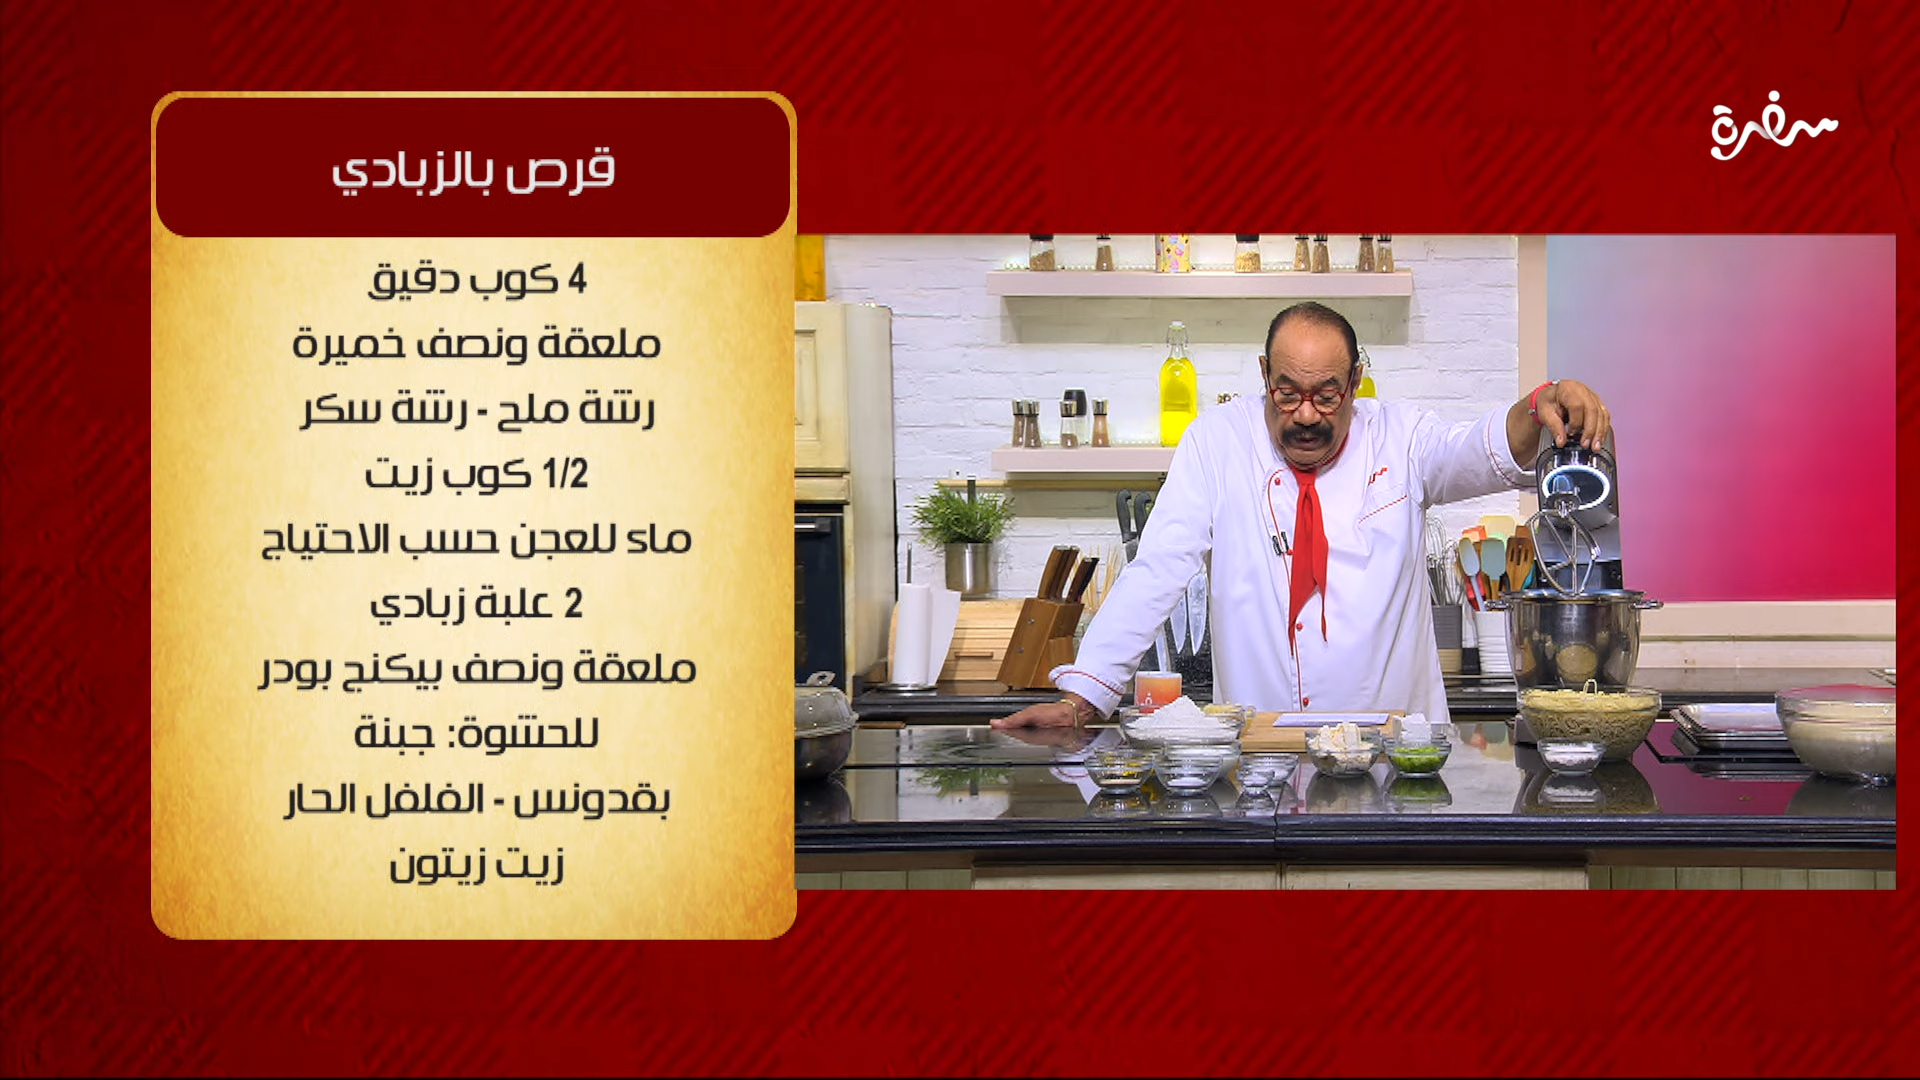 سفرة
قرص بالزبادي
4 كوب دقيق
ملعقة ونصف خميرة
رشة ملح - رشة سكر
1/2 كوب زيت
ماء للعجن حسب الاحتياج
2 علبة زبادي
ملعقة ونصف بيكنج بودر
للحشوة: جبنة
بقدونس - الفلفل الحار
زيت زيتون